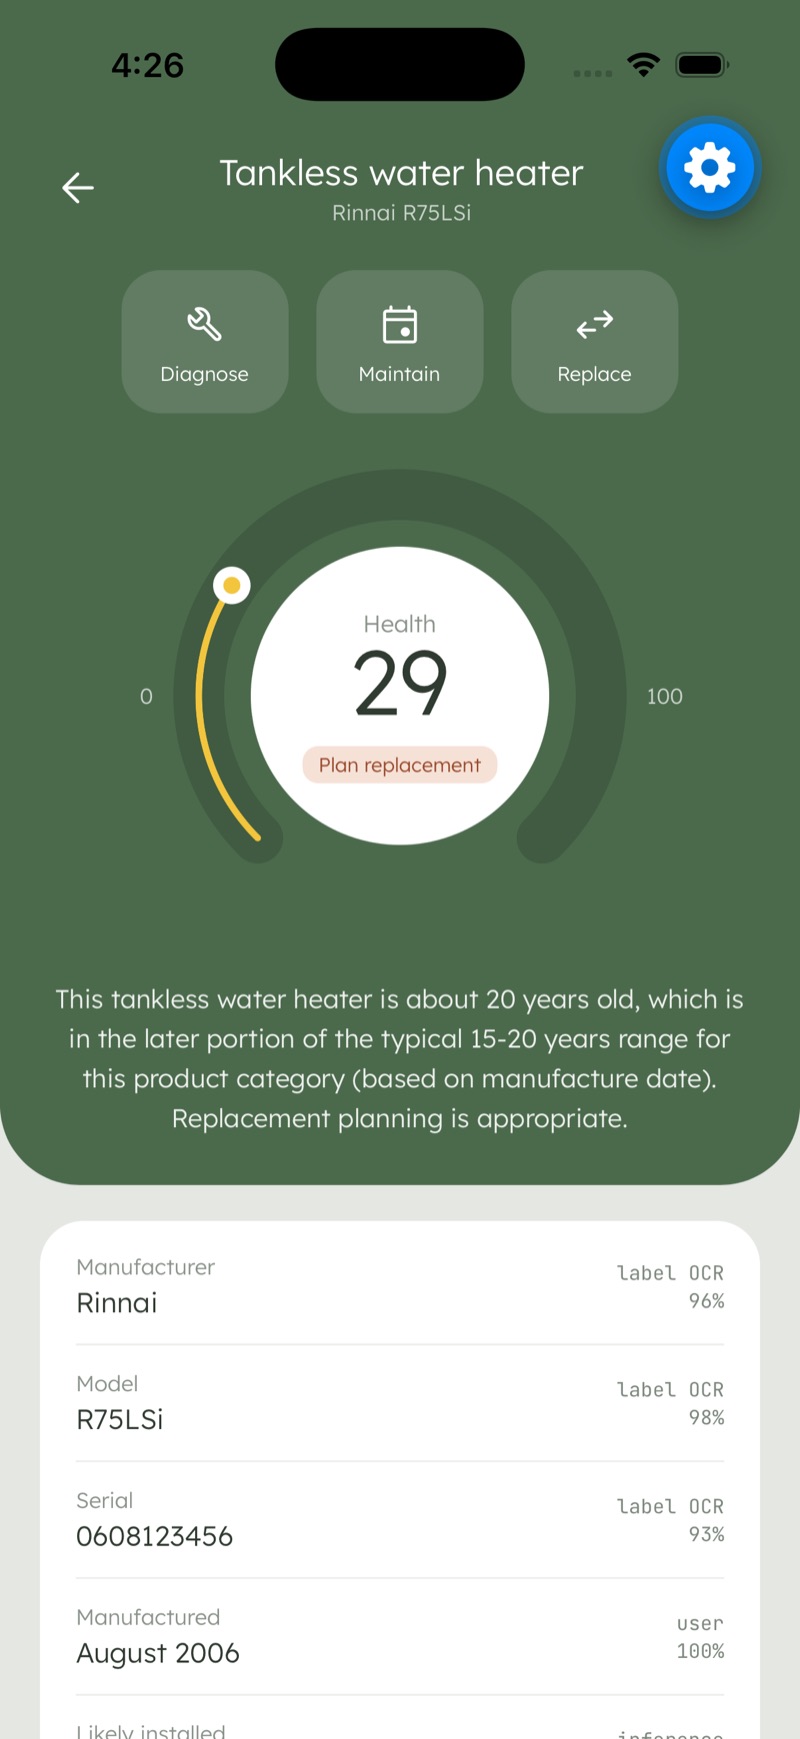 4:26
Tankless water heater
Rinnai R75LSi
Diagnose
Maintain
Replace
Health
29
Plan replacement
0
100
This tankless water heater is about 20 years old, which is
in the later portion of the typical 15-20 years range for
this product category (based on manufacture date).
Replacement planning is appropriate.
Manufacturer
Rinnai
label OCR
96%
Model
R75LSi
label OCR
98%
Serial
0608123456
label OCR
93%
Manufactured
August 2006
user
100%
Likely installed
inference